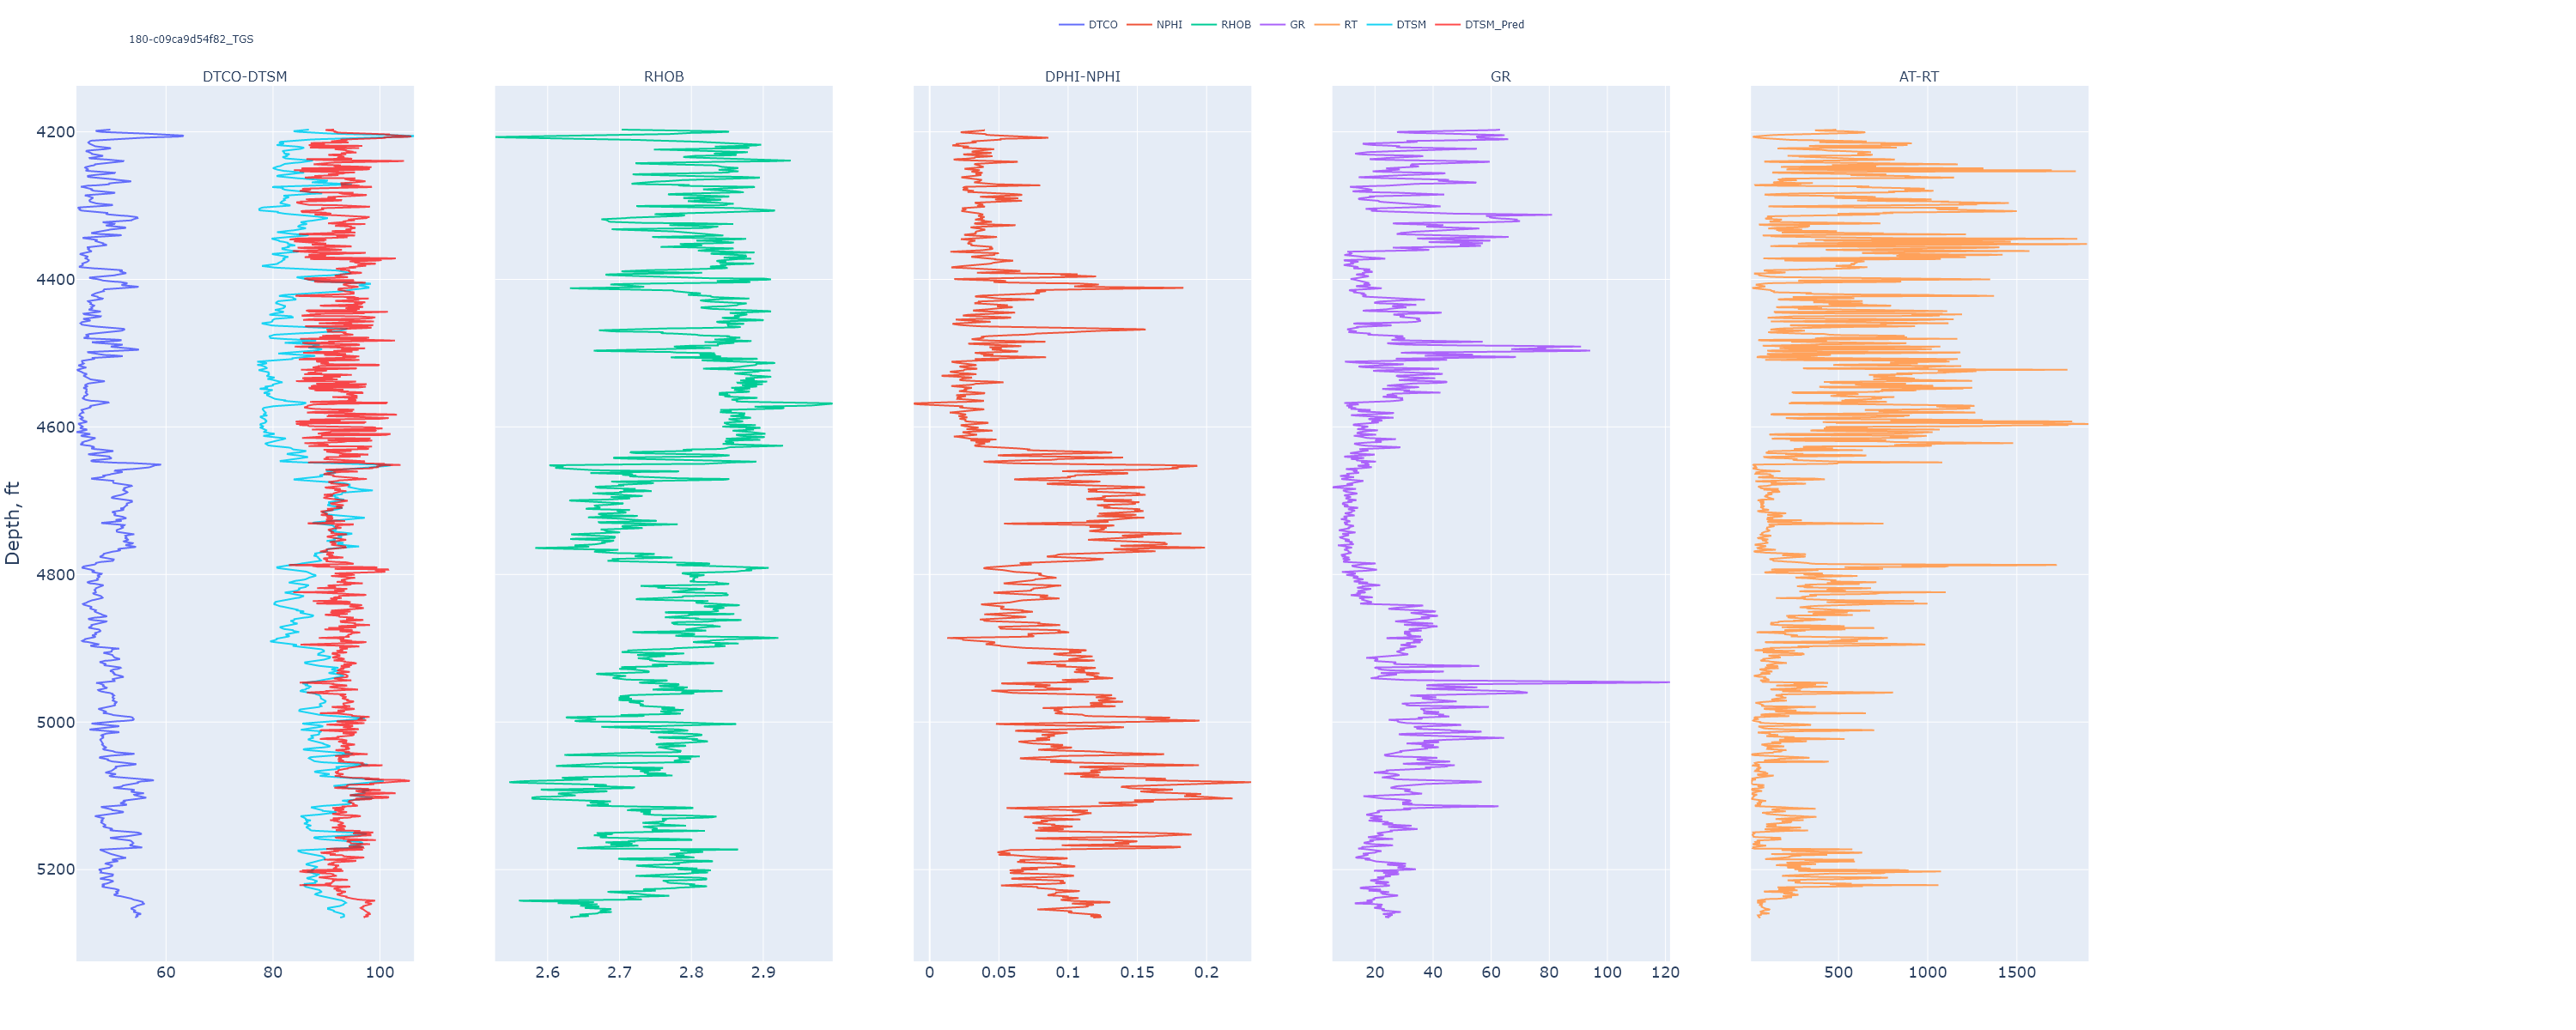 DTCO NPHI RHOB GR RT DTSM DTSM_Pred
180-c09ca9d54f82_TGS
DTCO-DTSM RHOB DPHI-NPHI GR AT-RT
4200
4400
4600
4800
5000
5200
Depth, ft
60 80 100 2.6 2.7 2.8 2.9 0 0.05 0.1 0.15 0.2 20 40 60 80 100 120 500 1000 1500